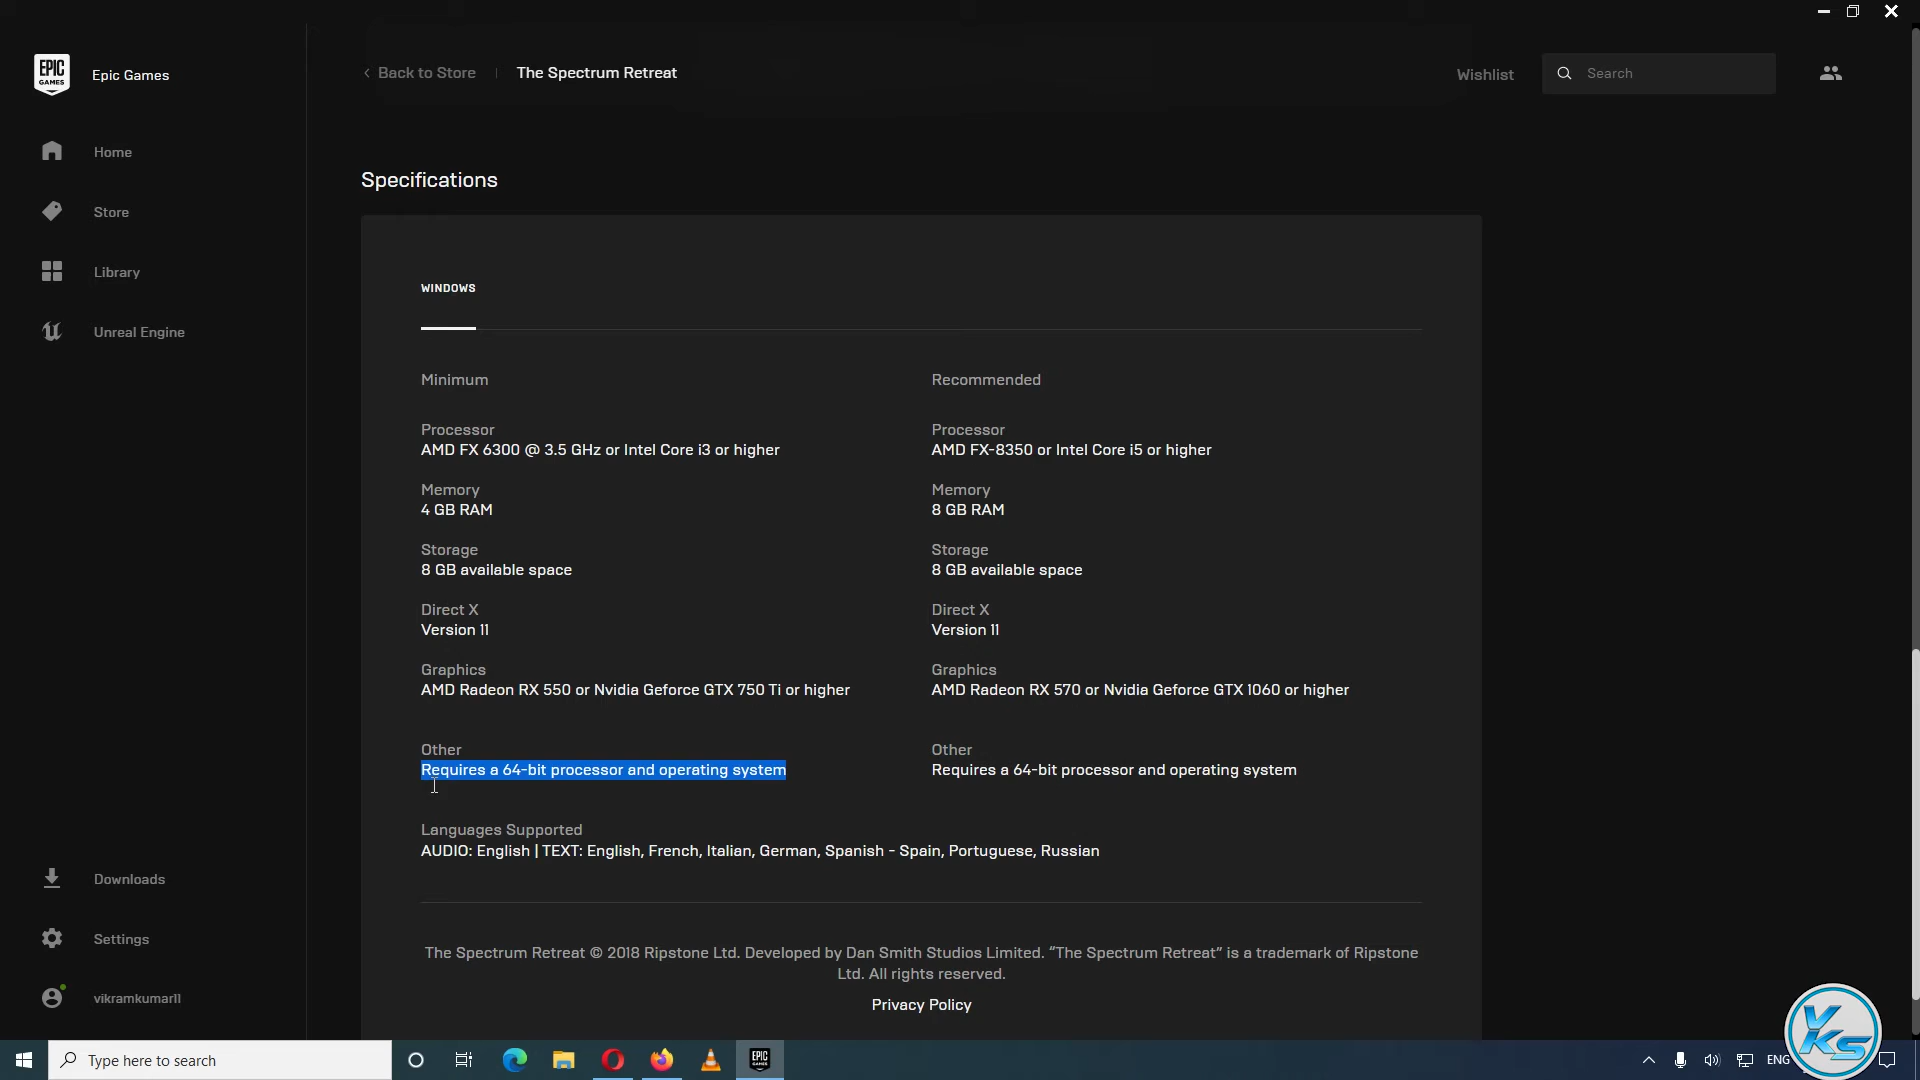 EPIC GAMES
Epic Games
Back to Store
The Spectrum Retreat
Wishlist
Search
Home
Store
Library
Unreal Engine
Specifications
WINDOWS
Minimum
Recommended
Processor
AMD FX 6300 @ 3.5 GHz or Intel Core i3 or higher
Processor
AMD FX-8350 or Intel Core i5 or higher
Memory
4 GB RAM
Memory
8 GB RAM
Storage
8 GB available space
Storage
8 GB available space
Direct X
Version 11
Direct X
Version 11
Graphics
AMD Radeon RX 550 or Nvidia Geforce GTX 750 Ti or higher
Graphics
AMD Radeon RX 570 or Nvidia Geforce GTX 1060 or higher
Other
Requires a 64-bit processor and operating system
Other
Requires a 64-bit processor and operating system
Languages Supported
AUDIO: English | TEXT: English, French, Italian, German, Spanish - Spain, Portuguese, Russian
The Spectrum Retreat © 2018 Ripstone Ltd. Developed by Dan Smith Studios Limited. “The Spectrum Retreat” is a trademark of Ripstone
Ltd. All rights reserved.
Privacy Policy
Downloads
Settings
vikramkumar11
Type here to search
EPIC GAMES
ENG
VKS